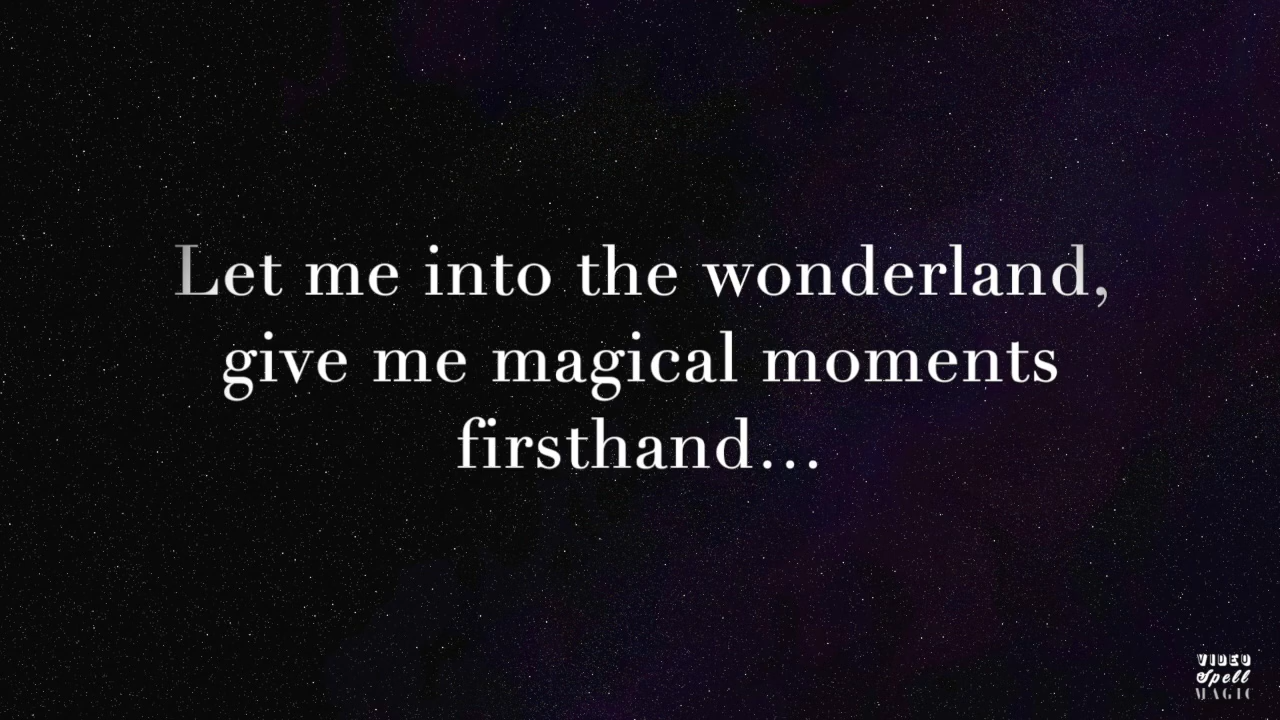 Let me into the wonderland,
give me magical moments
firsthand...
VIDEO
Spell
MAGIC